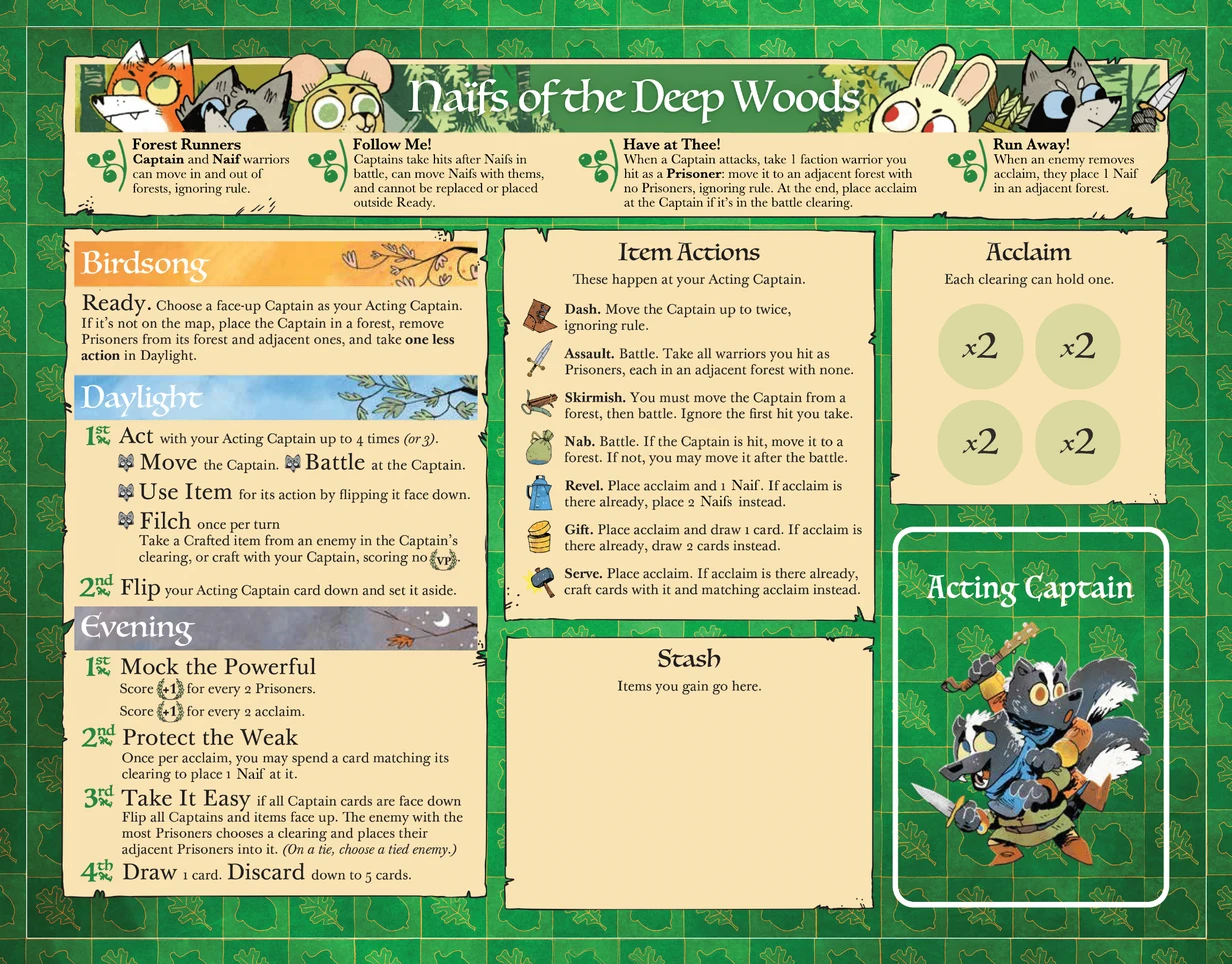 Naïfs of the Deep Woods
Forest Runners
Captain and Naif warriors
can move in and out of
forests, ignoring rule.
Follow Me!
Captains take hits after Naifs in
battle, can move Naifs with them,
and cannot be replaced or placed
outside Ready.
Have at Thee!
When a Captain attacks, take 1 faction warrior you
hit as a Prisoner: move it to an adjacent forest with
no Prisoners, ignoring rule. At the end, place acclaim
at the Captain if it's in the battle clearing.
Run Away!
When an enemy removes
acclaim, they place 1 Naif
in an adjacent forest.
Birdsong
Ready. Choose a face-up Captain as your Acting Captain.
If it's not on the map, place the Captain in a forest, remove
Prisoners from its forest and adjacent ones, and take one less
action in Daylight.
Daylight
1st Act with your Acting Captain up to 4 times (or 3).
Move the Captain. Battle at the Captain.
Use Item for its action by flipping it face down.
Filch once per turn
Take a Crafted item from an enemy in the Captain's
clearing, or craft with your Captain, scoring no VP.
2nd Flip your Acting Captain card down and set it aside.
Evening
1st Mock the Powerful
Score +1 for every 2 Prisoners.
Score +1 for every 2 acclaim.
2nd Protect the Weak
Once per acclaim, you may spend a card matching its
clearing to place 1 Naif at it.
3rd Take It Easy if all Captain cards are face down
Flip all Captains and items face up. The enemy with the
most Prisoners chooses a clearing and places their
adjacent Prisoners into it. (On a tie, choose a tied enemy.)
4th Draw 1 card. Discard down to 5 cards.
Item Actions
These happen at your Acting Captain.
Dash. Move the Captain up to twice,
ignoring rule.
Assault. Battle. Take all warriors you hit as
Prisoners, each in an adjacent forest with none.
Skirmish. You must move the Captain from a
forest, then battle. Ignore the first hit you take.
Nab. Battle. If the Captain is hit, move it to a
forest. If not, you may move it after the battle.
Revel. Place acclaim and 1 Naif. If acclaim is
there already, place 2 Naifs instead.
Gift. Place acclaim and draw 1 card. If acclaim is
there already, draw 2 cards instead.
Serve. Place acclaim. If acclaim is there already,
craft cards with it and matching acclaim instead.
Stash
Items you gain go here.
Acclaim
Each clearing can hold one.
x2 x2
x2 x2
Acting Captain